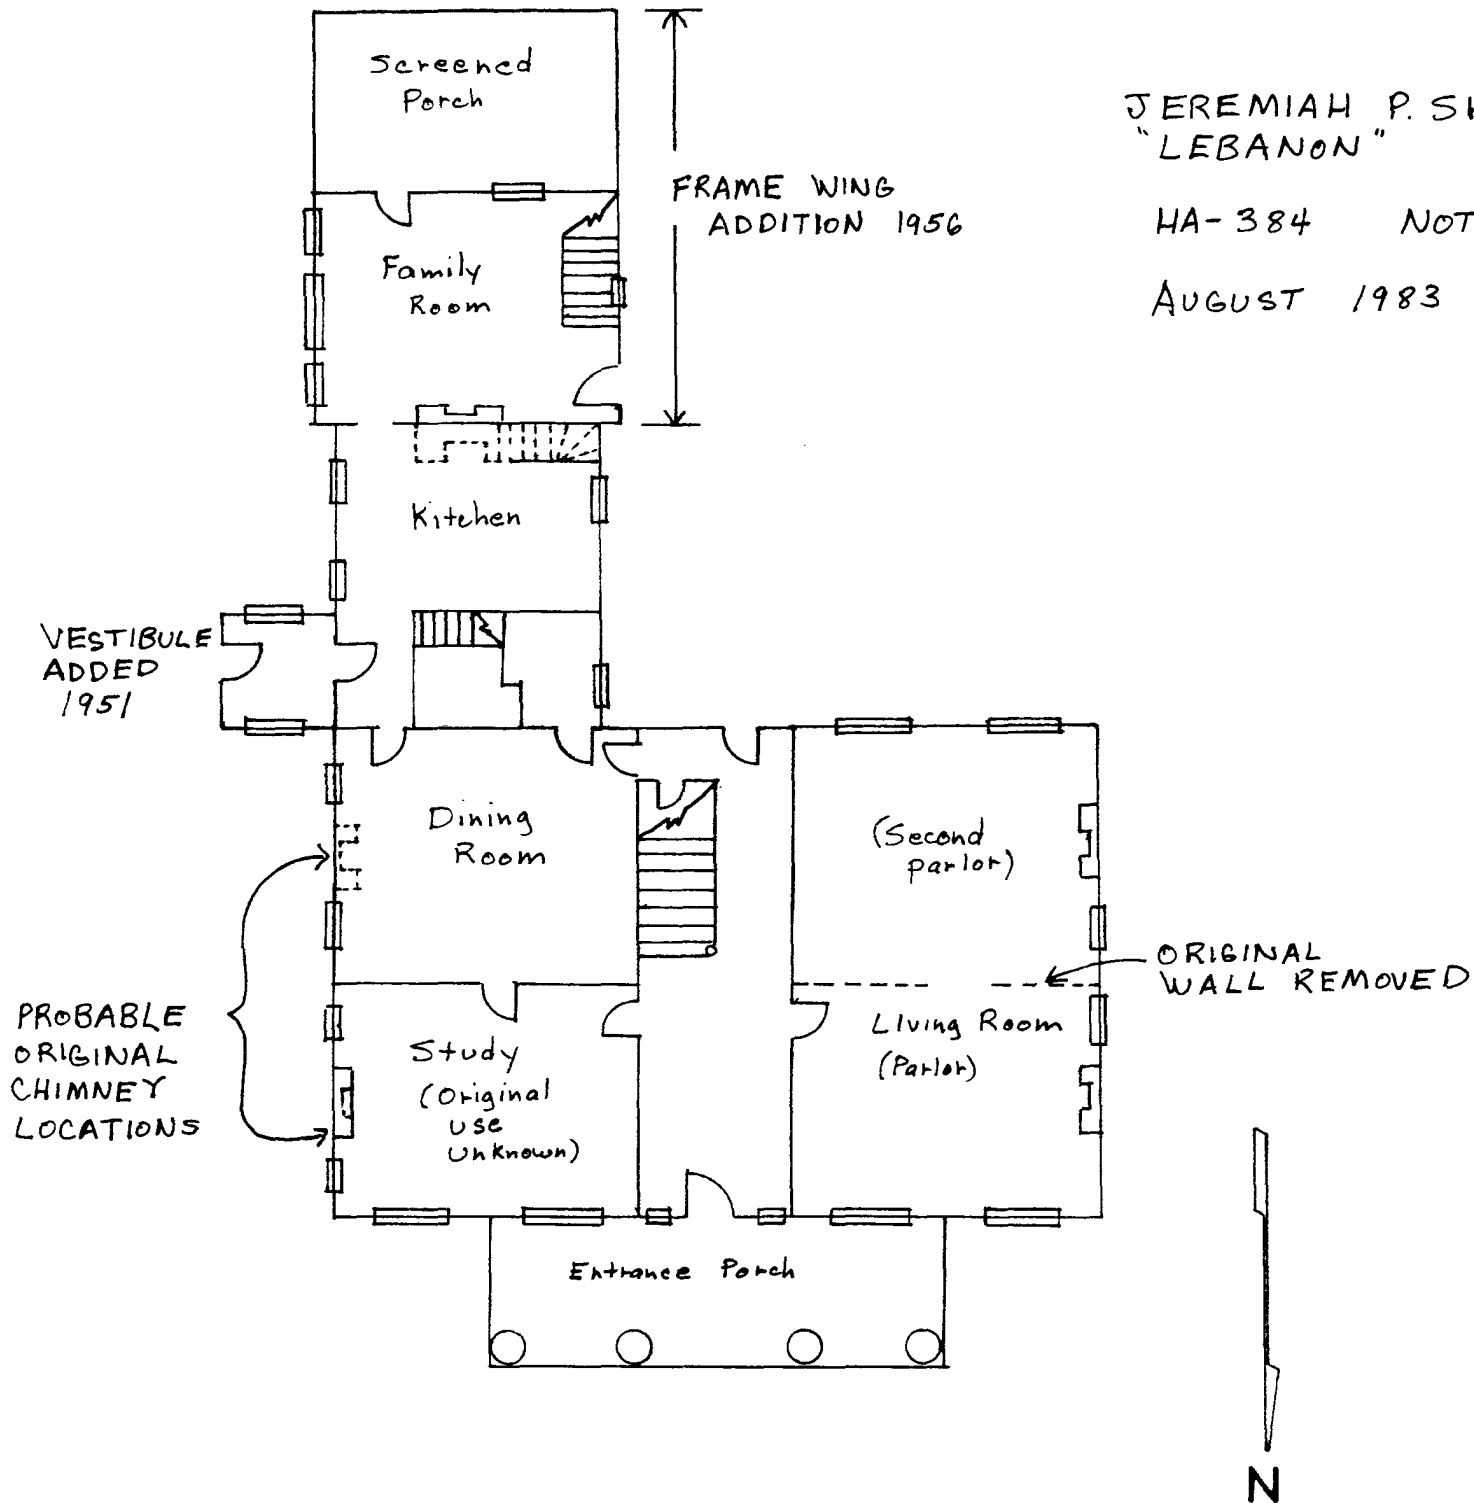 Screened
Porch
JEREMIAH P.
"LEBANON"
FRAME WING
ADDITION 1956
HA-384 NOT
AUGUST 1983
Family
Room
Kitchen
VESTIBULE
ADDED
1951
Dining
Room
(Second
parlor)
ORIGINAL
WALL REMOVED
PROBABLE
ORIGINAL
CHIMNEY
LOCATIONS
Study
(Original
use
unknown)
Living Room
(Parlor)
Entrance Porch
N